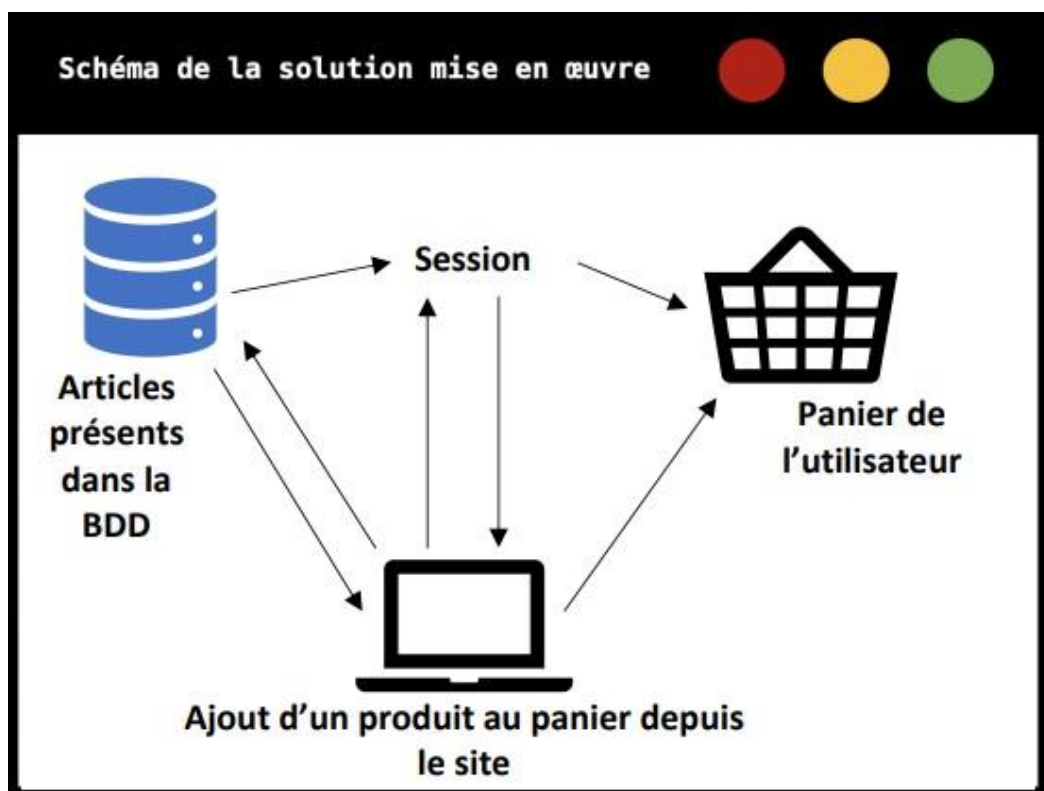 Schéma de la solution mise en œuvre
Session
Articles
présents
dans la
BDD
Panier de
l'utilisateur
Ajout d'un produit au panier depuis
le site